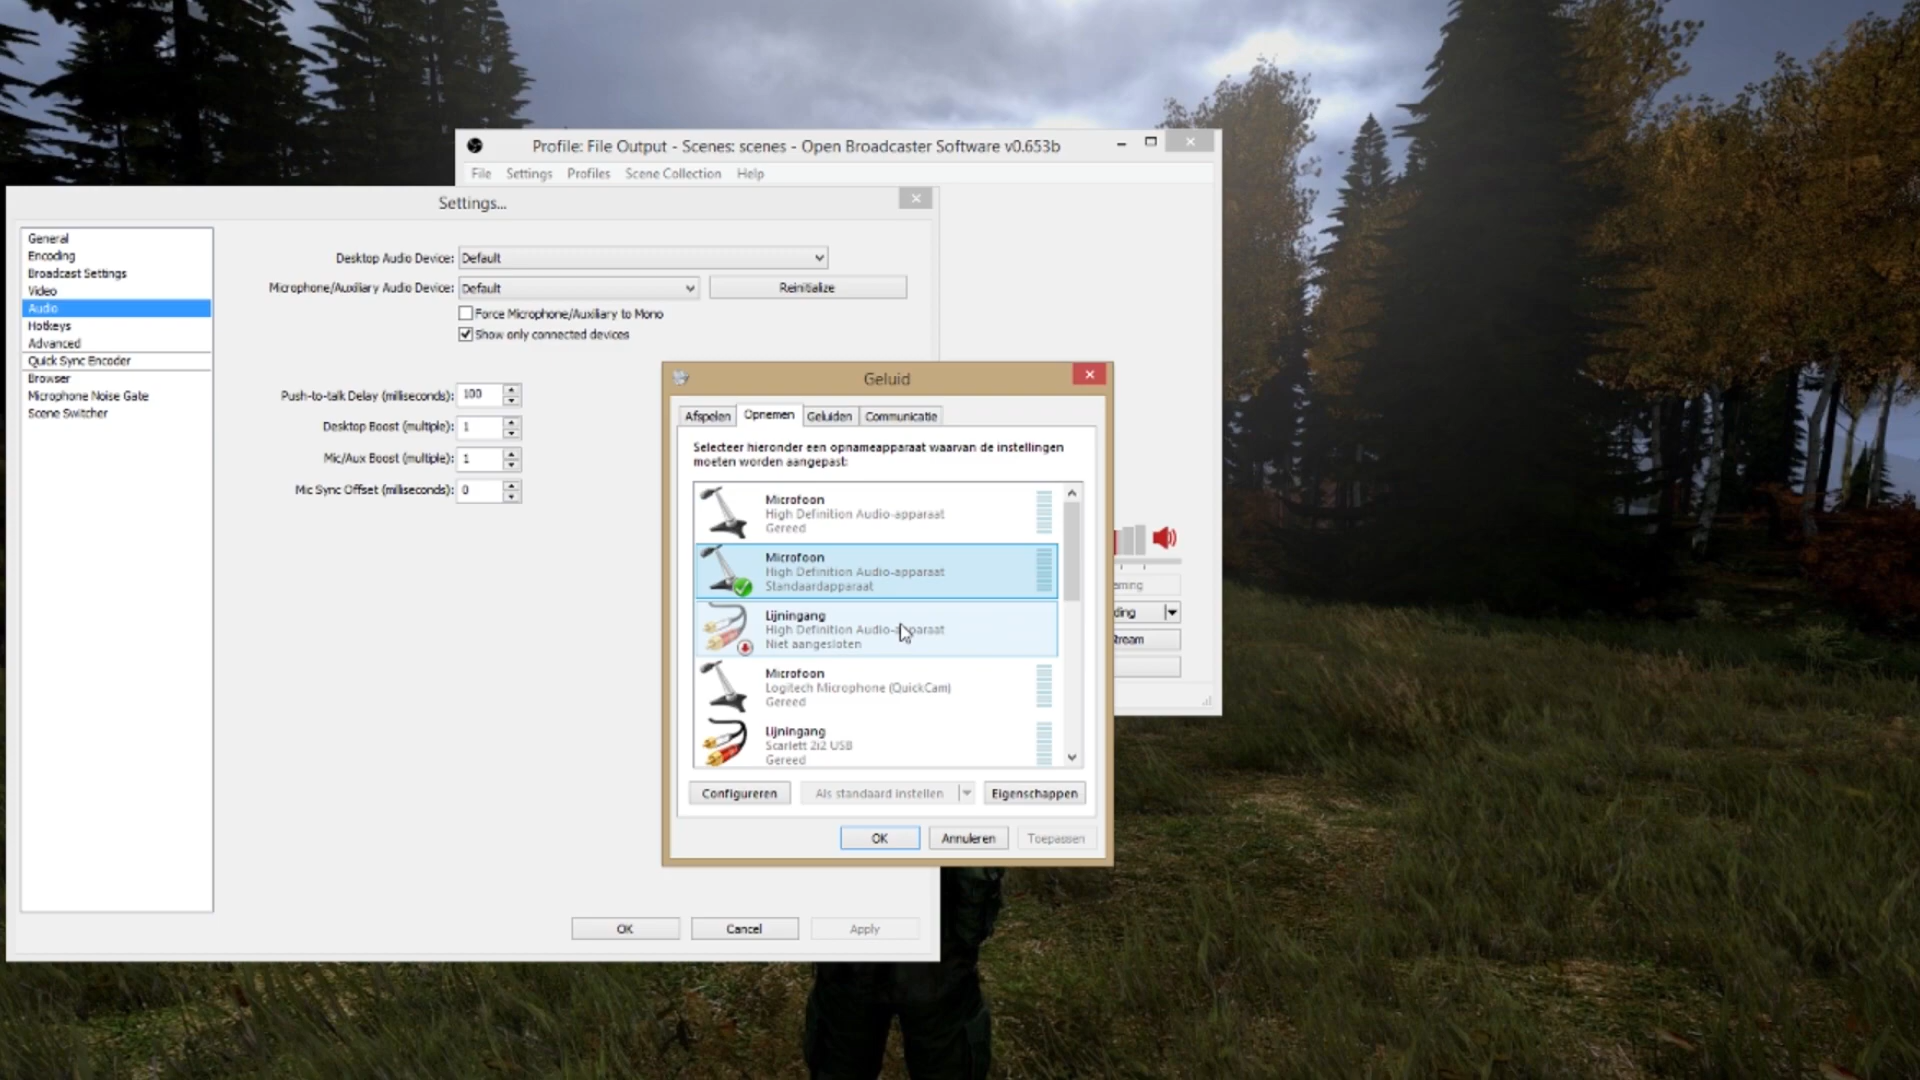 Profile: File Output - Scenes: scenes - Open Broadcaster Software v0.653b
File Settings Profiles Scene Collection Help
Settings...
General
Encoding
Broadcast Settings
Video
Audio
Hotkeys
Advanced
Quick Sync Encoder
Browser
Microphone Noise Gate
Scene Switcher
Desktop Audio Device: Default
Microphone/Auxiliary Audio Device: Default Reinitialize
Force Microphone/Auxiliary to Mono
Show only connected devices
Push-to-talk Delay (milliseconds): 100
Desktop Boost (multiple): 1
Mic/Aux Boost (multiple): 1
Mic Sync Offset (milliseconds): 0
OK Cancel Apply
Geluid
Afspelen Opnemen Geluiden Communicatie
Selecteer hieronder een opnameapparaat waarvan de instellingen
moeten worden aangepast:
Microfoon
High Definition Audio-apparaat
Gereed
Microfoon
High Definition Audio-apparaat
Standaardapparaat
Lijningang
High Definition Audio-apparaat
Niet aangesloten
Microfoon
Logitech Microphone (QuickCam)
Gereed
Lijningang
Scarlett 2i2 USB
Gereed
Configureren Als standaard instellen Eigenschappen
OK Annuleren Toepassen
aming
ding
tream